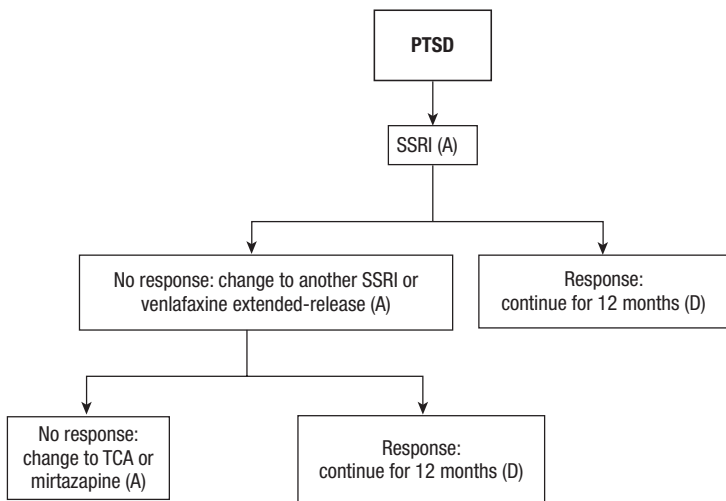 PTSD
SSRI (A)
No response: change to another SSRI or
venlafaxine extended-release (A)
Response:
continue for 12 months (D)
No response:
change to TCA or
mirtazapine (A)
Response:
continue for 12 months (D)